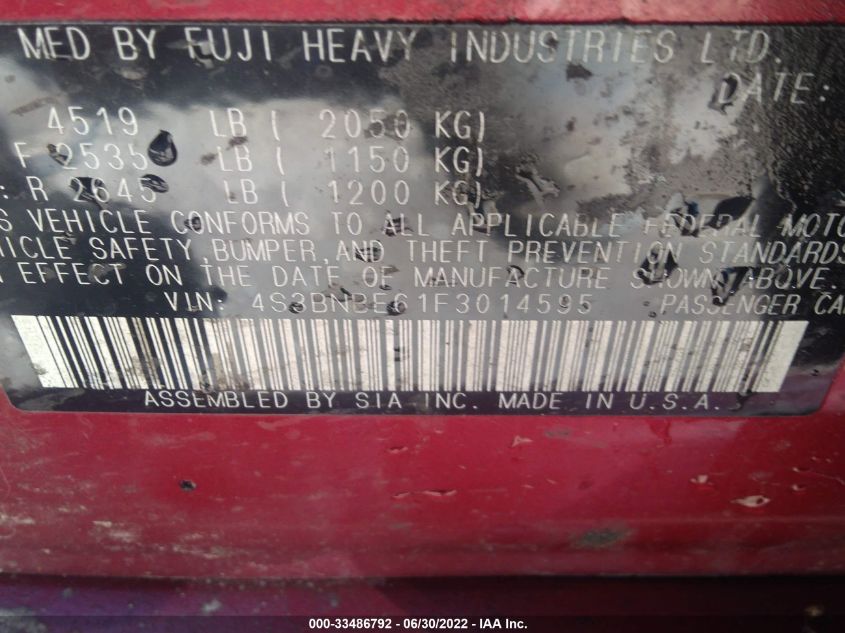 MFD BY FUJI HEAVY INDUSTRIES LTD.
DATE:
4519 LB ( 2050 KG)
F 2535 LB ( 1150 KG)
: R 2645 LB ( 1200 KG)
S VEHICLE CONFORMS TO ALL APPLICABLE FEDERAL MOTO
HICLE SAFETY,BUMPER,AND THEFT PREVENTION STANDARDS
N EFFECT ON THE DATE OF MANUFACTURE SHOWN ABOVE.
VIN: 4S3BNBE61F3014595 PASSENGER CA
ASSEMBLED BY SIA INC. MADE IN U.S.A.
000-33486792 - 06/30/2022 - IAA Inc.